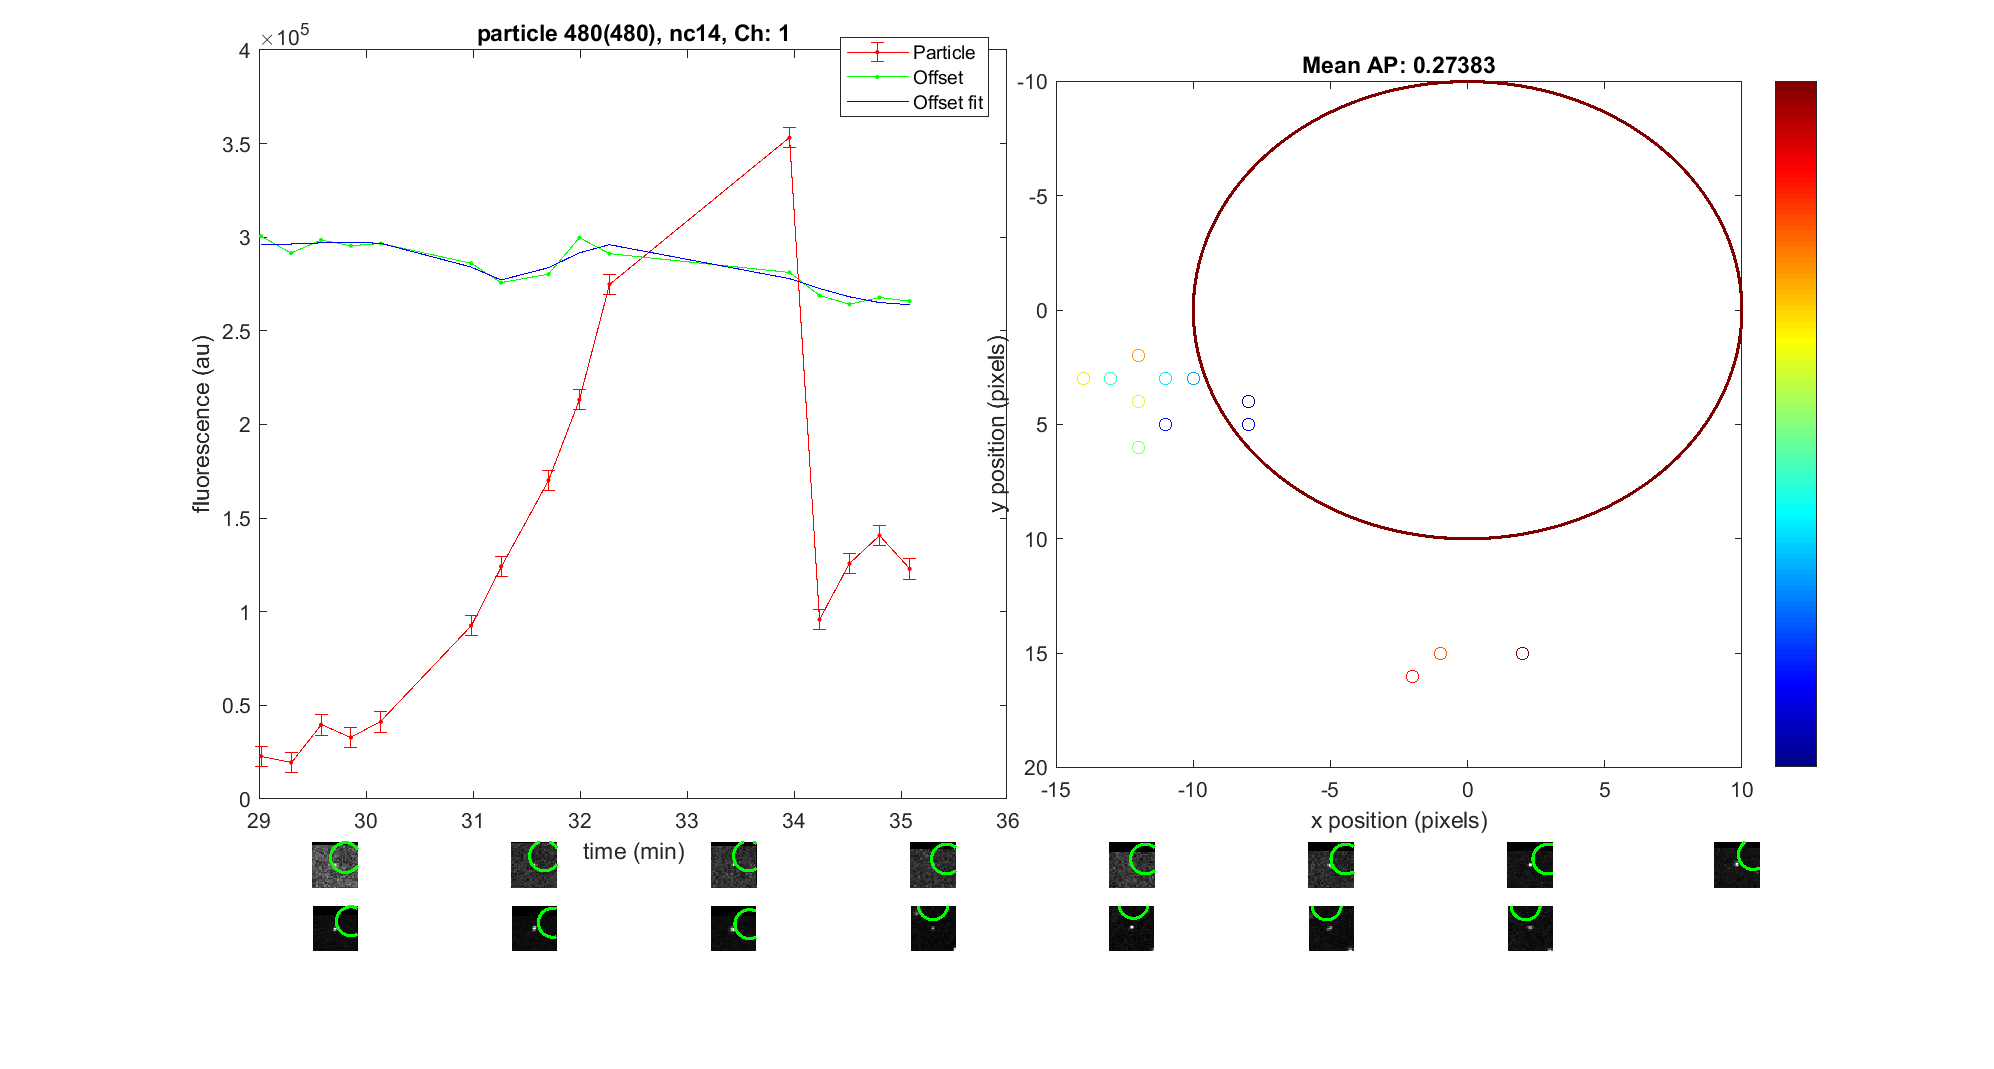 particle 480(480), nc14, Ch: 1
×10^5
Particle
Offset
Offset fit
4
3.5
3
2.5
2
1.5
1
0.5
0
fluorescence (au)
29 30 31 32 33 34 35 36
time (min)
Mean AP: 0.27383
-10
-5
0
5
10
15
20
y position (pixels)
-15 -10 -5 0 5 10
x position (pixels)